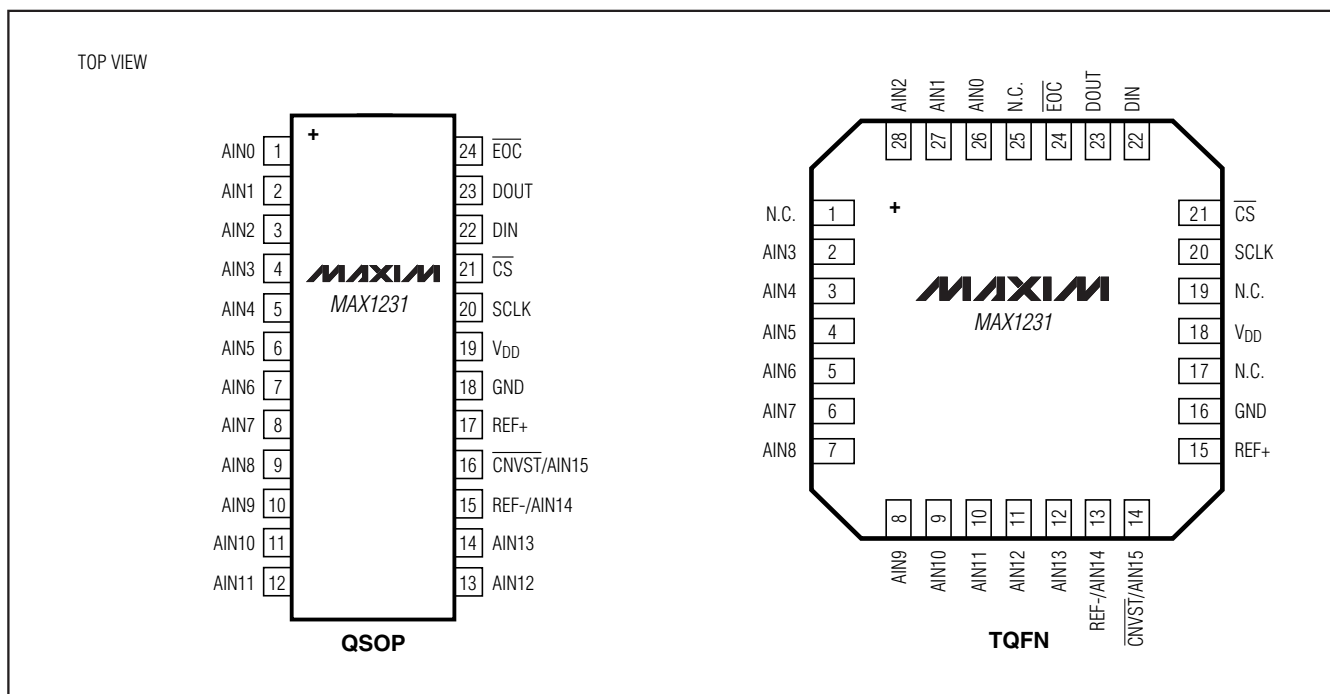 TOP VIEW
+
MAXIM
MAX1231
AIN0 1
AIN1 2
AIN2 3
AIN3 4
AIN4 5
AIN5 6
AIN6 7
AIN7 8
AIN8 9
AIN9 10
AIN10 11
AIN11 12
24 EOC
23 DOUT
22 DIN
21 CS
20 SCLK
19 VDD
18 GND
17 REF+
16 CNVST/AIN15
15 REF-/AIN14
14 AIN13
13 AIN12
QSOP
AIN2 AIN1 AIN0 N.C. EOC DOUT DIN
28 27 26 25 24 23 22
+
MAXIM
MAX1231
N.C. 1
AIN3 2
AIN4 3
AIN5 4
AIN6 5
AIN7 6
AIN8 7
21 CS
20 SCLK
19 N.C.
18 VDD
17 N.C.
16 GND
15 REF+
8 9 10 11 12 13 14
AIN9 AIN10 AIN11 AIN12 AIN13 REF-/AIN14 CNVST/AIN15
TQFN